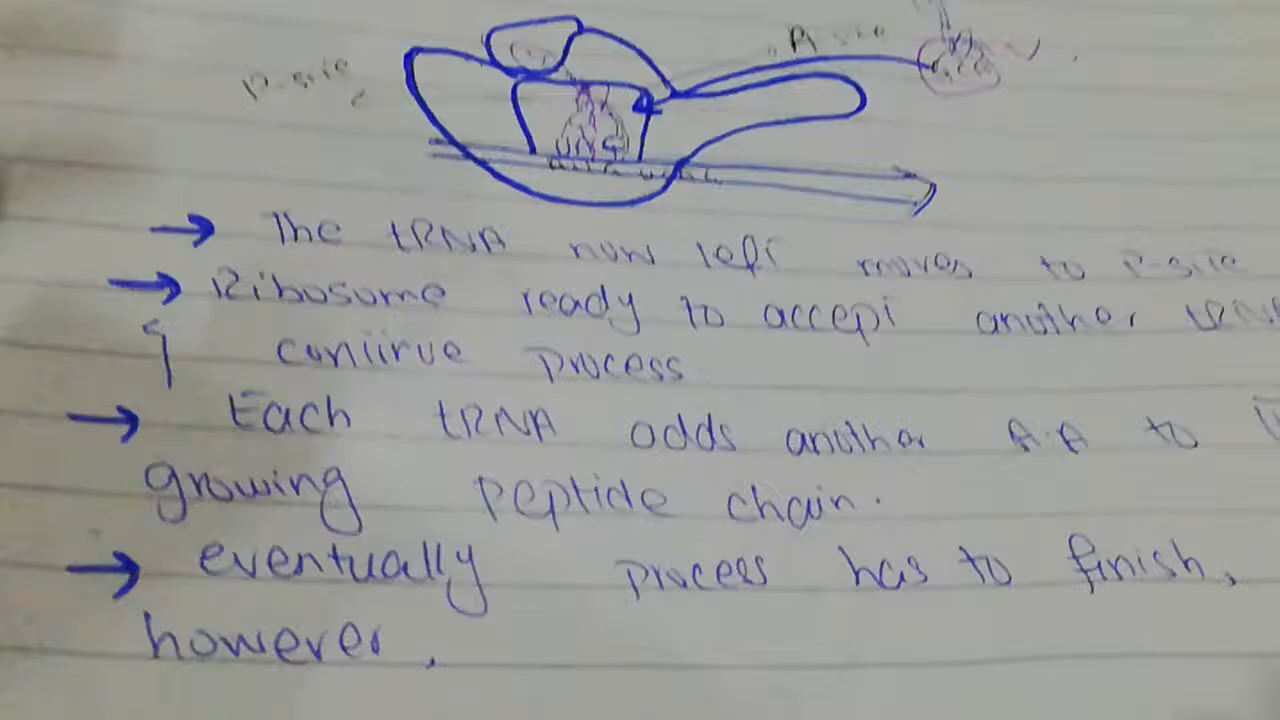 P-site
A site
UAG
→ The tRNA now left moves to P-site
→ Ribosome ready to accept another
continue process
→ Each tRNA adds another A.A to
growing peptide chain.
→ eventually process has to finish,
however,